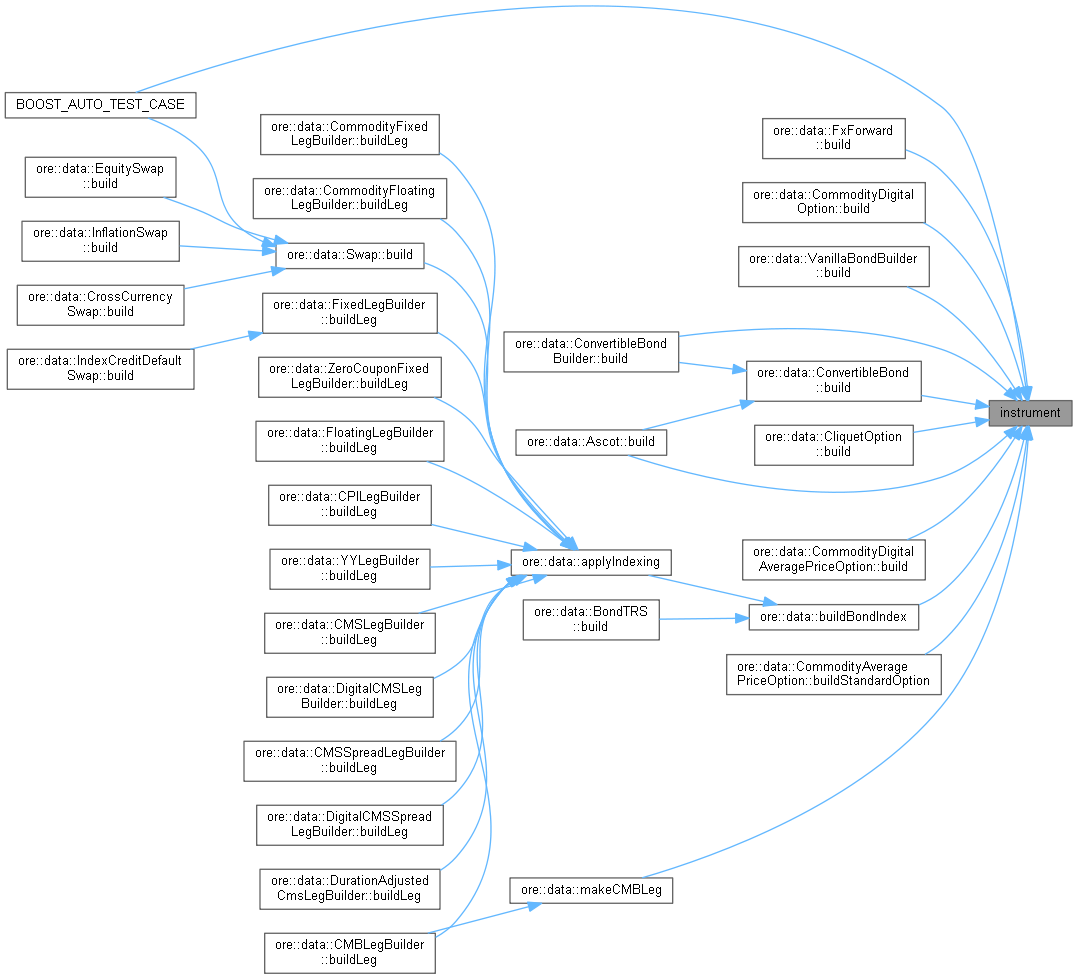 BOOST_AUTO_TEST_CASE
ore::data::EquitySwap
::build
ore::data::InflationSwap
::build
ore::data::CrossCurrency
Swap::build
ore::data::IndexCreditDefault
Swap::build
ore::data::CommodityFixed
LegBuilder::buildLeg
ore::data::CommodityFloating
LegBuilder::buildLeg
ore::data::Swap::build
ore::data::FixedLegBuilder
::buildLeg
ore::data::ZeroCouponFixed
LegBuilder::buildLeg
ore::data::FloatingLegBuilder
::buildLeg
ore::data::CPILegBuilder
::buildLeg
ore::data::YYLegBuilder
::buildLeg
ore::data::CMSLegBuilder
::buildLeg
ore::data::DigitalCMSLeg
Builder::buildLeg
ore::data::CMSSpreadLegBuilder
::buildLeg
ore::data::DigitalCMSSpread
LegBuilder::buildLeg
ore::data::DurationAdjusted
CmsLegBuilder::buildLeg
ore::data::CMBLegBuilder
::buildLeg
ore::data::ConvertibleBond
Builder::build
ore::data::Ascot::build
ore::data::applyIndexing
ore::data::BondTRS
::build
ore::data::makeCMBLeg
ore::data::FxForward
::build
ore::data::CommodityDigital
Option::build
ore::data::VanillaBondBuilder
::build
ore::data::ConvertibleBond
::build
ore::data::CliquetOption
::build
ore::data::CommodityDigital
AveragePriceOption::build
ore::data::buildBondIndex
ore::data::CommodityAverage
PriceOption::buildStandardOption
instrument